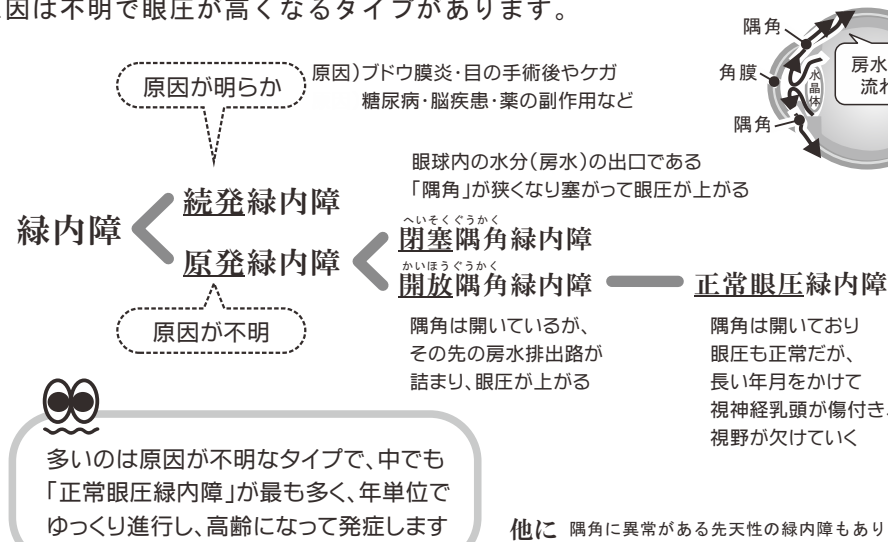 因は不明で眼圧が高くなるタイプがあります。
原因が明らか
原因)ブドウ膜炎・目の手術後やケガ
糖尿病・脳疾患・薬の副作用など
隅角
角膜
隅角
水晶体
房水
流れ
眼球内の水分(房水)の出口である
「隅角」が狭くなり塞がって眼圧が上がる
緑内障
続発緑内障
原発緑内障
原因が不明
へいそくぐうかく
閉塞隅角緑内障
かいほうぐうかく
開放隅角緑内障
隅角は開いているが、
その先の房水排出路が
詰まり、眼圧が上がる
正常眼圧緑内障
隅角は開いており
眼圧も正常だが、
長い年月をかけて
視神経乳頭が傷付き、
視野が欠けていく
多いのは原因が不明なタイプで、中でも
「正常眼圧緑内障」が最も多く、年単位で
ゆっくり進行し、高齢になって発症します
他に 隅角に異常がある先天性の緑内障もあり